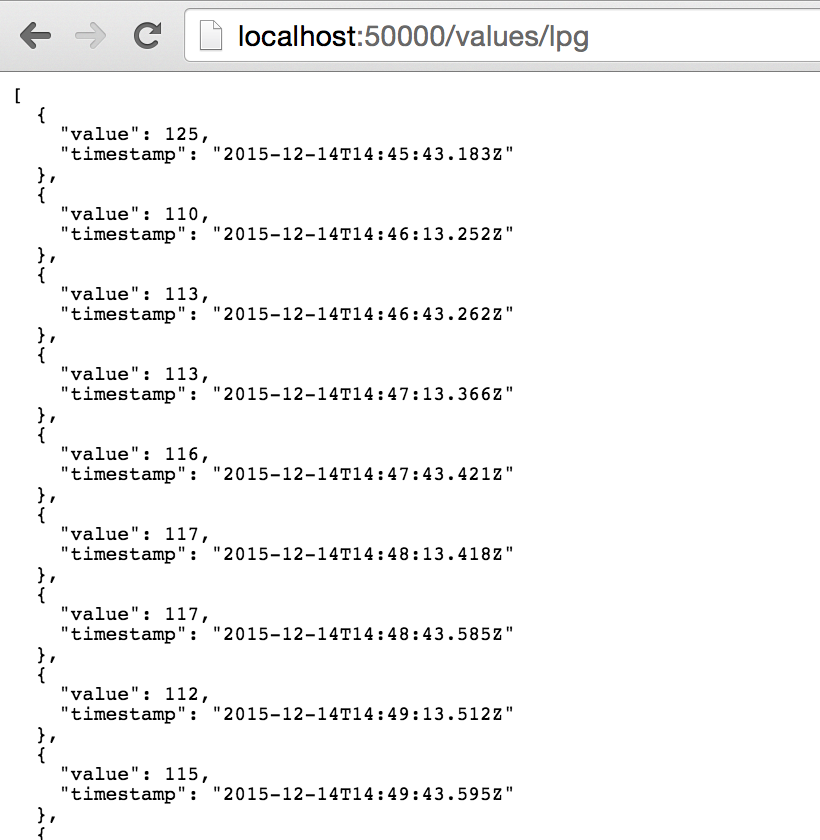 localhost:50000/values/lpg
[
  {
    "value": 125,
    "timestamp": "2015-12-14T14:45:43.183Z"
  },
  {
    "value": 110,
    "timestamp": "2015-12-14T14:46:13.252Z"
  },
  {
    "value": 113,
    "timestamp": "2015-12-14T14:46:43.262Z"
  },
  {
    "value": 113,
    "timestamp": "2015-12-14T14:47:13.366Z"
  },
  {
    "value": 116,
    "timestamp": "2015-12-14T14:47:43.421Z"
  },
  {
    "value": 117,
    "timestamp": "2015-12-14T14:48:13.418Z"
  },
  {
    "value": 117,
    "timestamp": "2015-12-14T14:48:43.585Z"
  },
  {
    "value": 112,
    "timestamp": "2015-12-14T14:49:13.512Z"
  },
  {
    "value": 115,
    "timestamp": "2015-12-14T14:49:43.595Z"
  },
  {